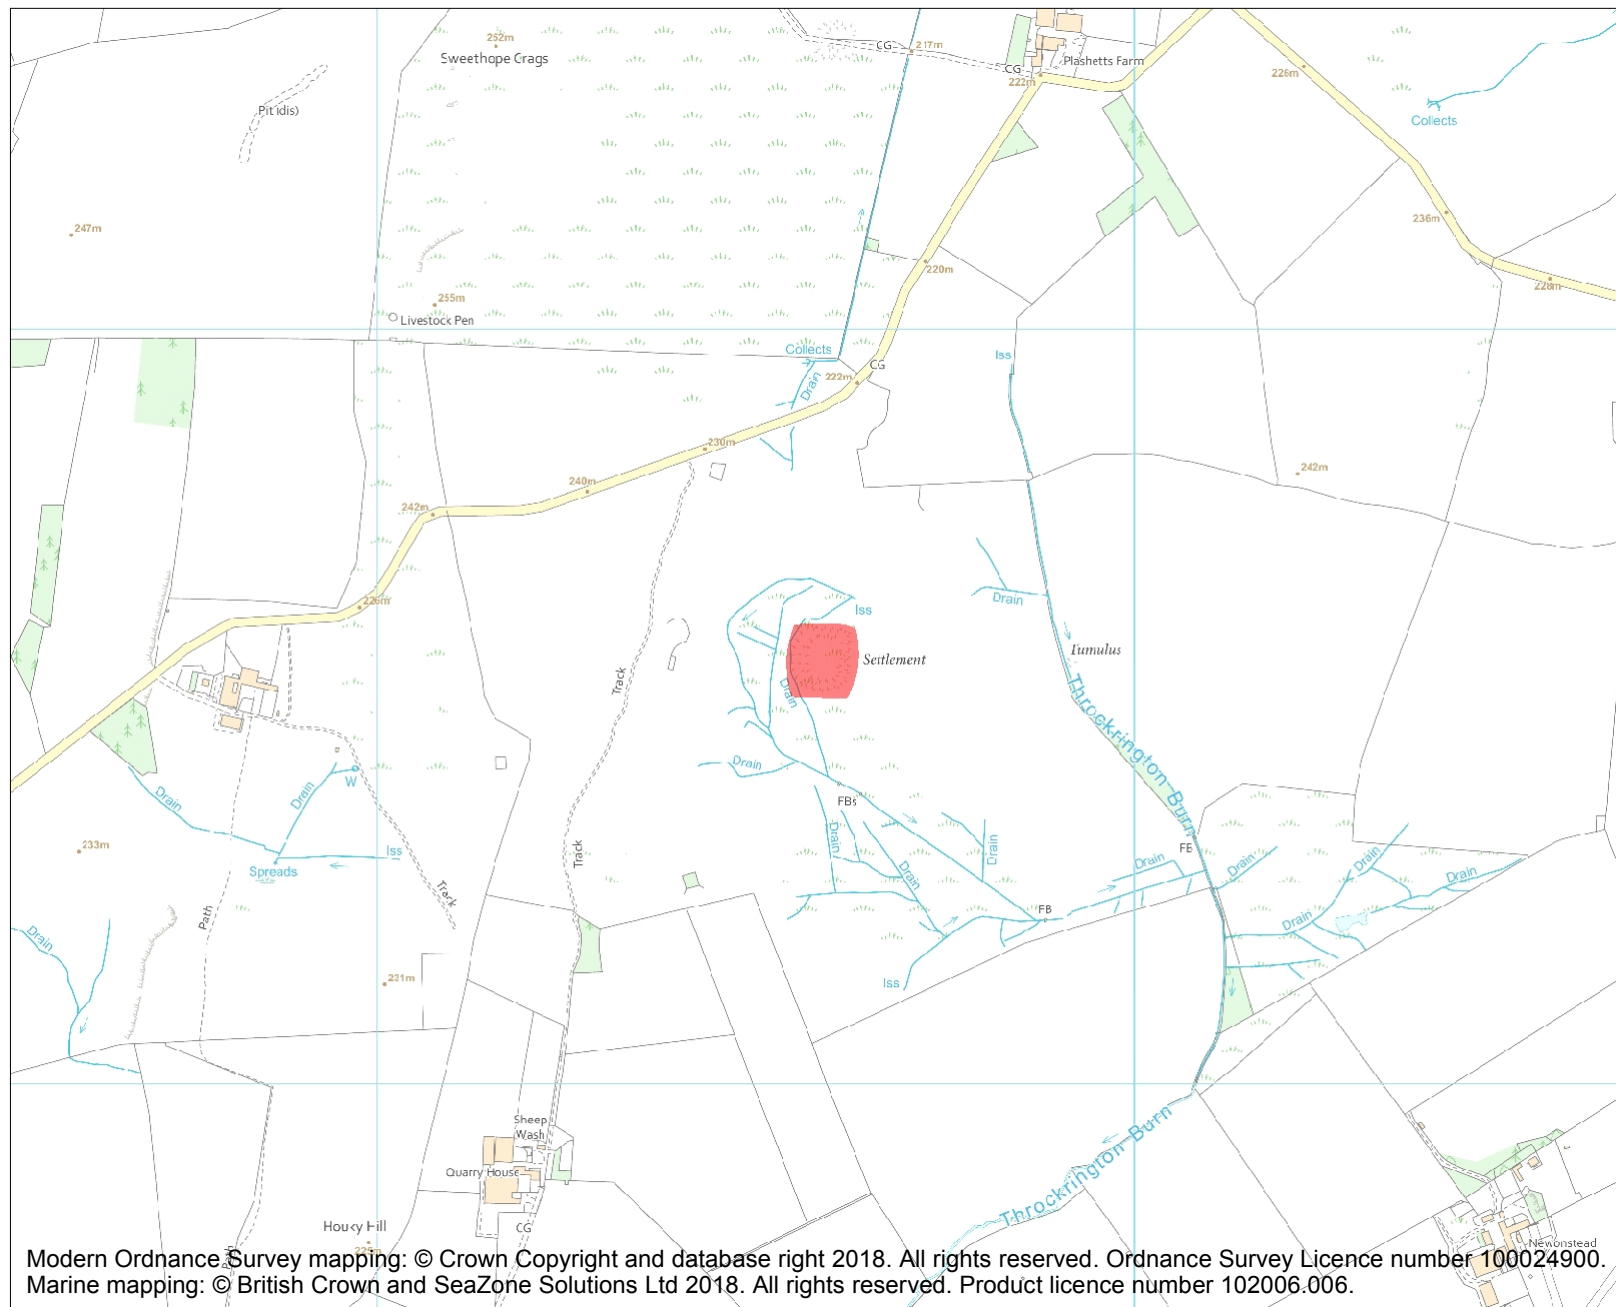 252m
Sweethope Crags
CG
217m
CG
Plashetts Farm
222m
226m
Collects
247m
236m
220m
228m
255m
Livestock Pen
Collects
Iss
CG
222m
Drain
230m
242m
240m
242m
226m
Drain
Iss
Tumulus
Settlement
Track
Drain
Throckrington Burn
Drain
W
Drain
Drain
FBs
233m
Iss
Track
Drain
Drain
FB
Drain
Drain
Drain
Spreads
Drain
Drain
Track
Path
FB
Drain
Drain
231m
Iss
Sheep
Wash
Throckrington Burn
Quarry House
CG
Newonstead
Path
225m
Modern Ordnance Survey mapping: © Crown Copyright and database right 2018. All rights reserved. Ordnance Survey Licence number 100024900.
Marine mapping: © British Crown and SeaZone Solutions Ltd 2018. All rights reserved. Product licence number 102006.006.